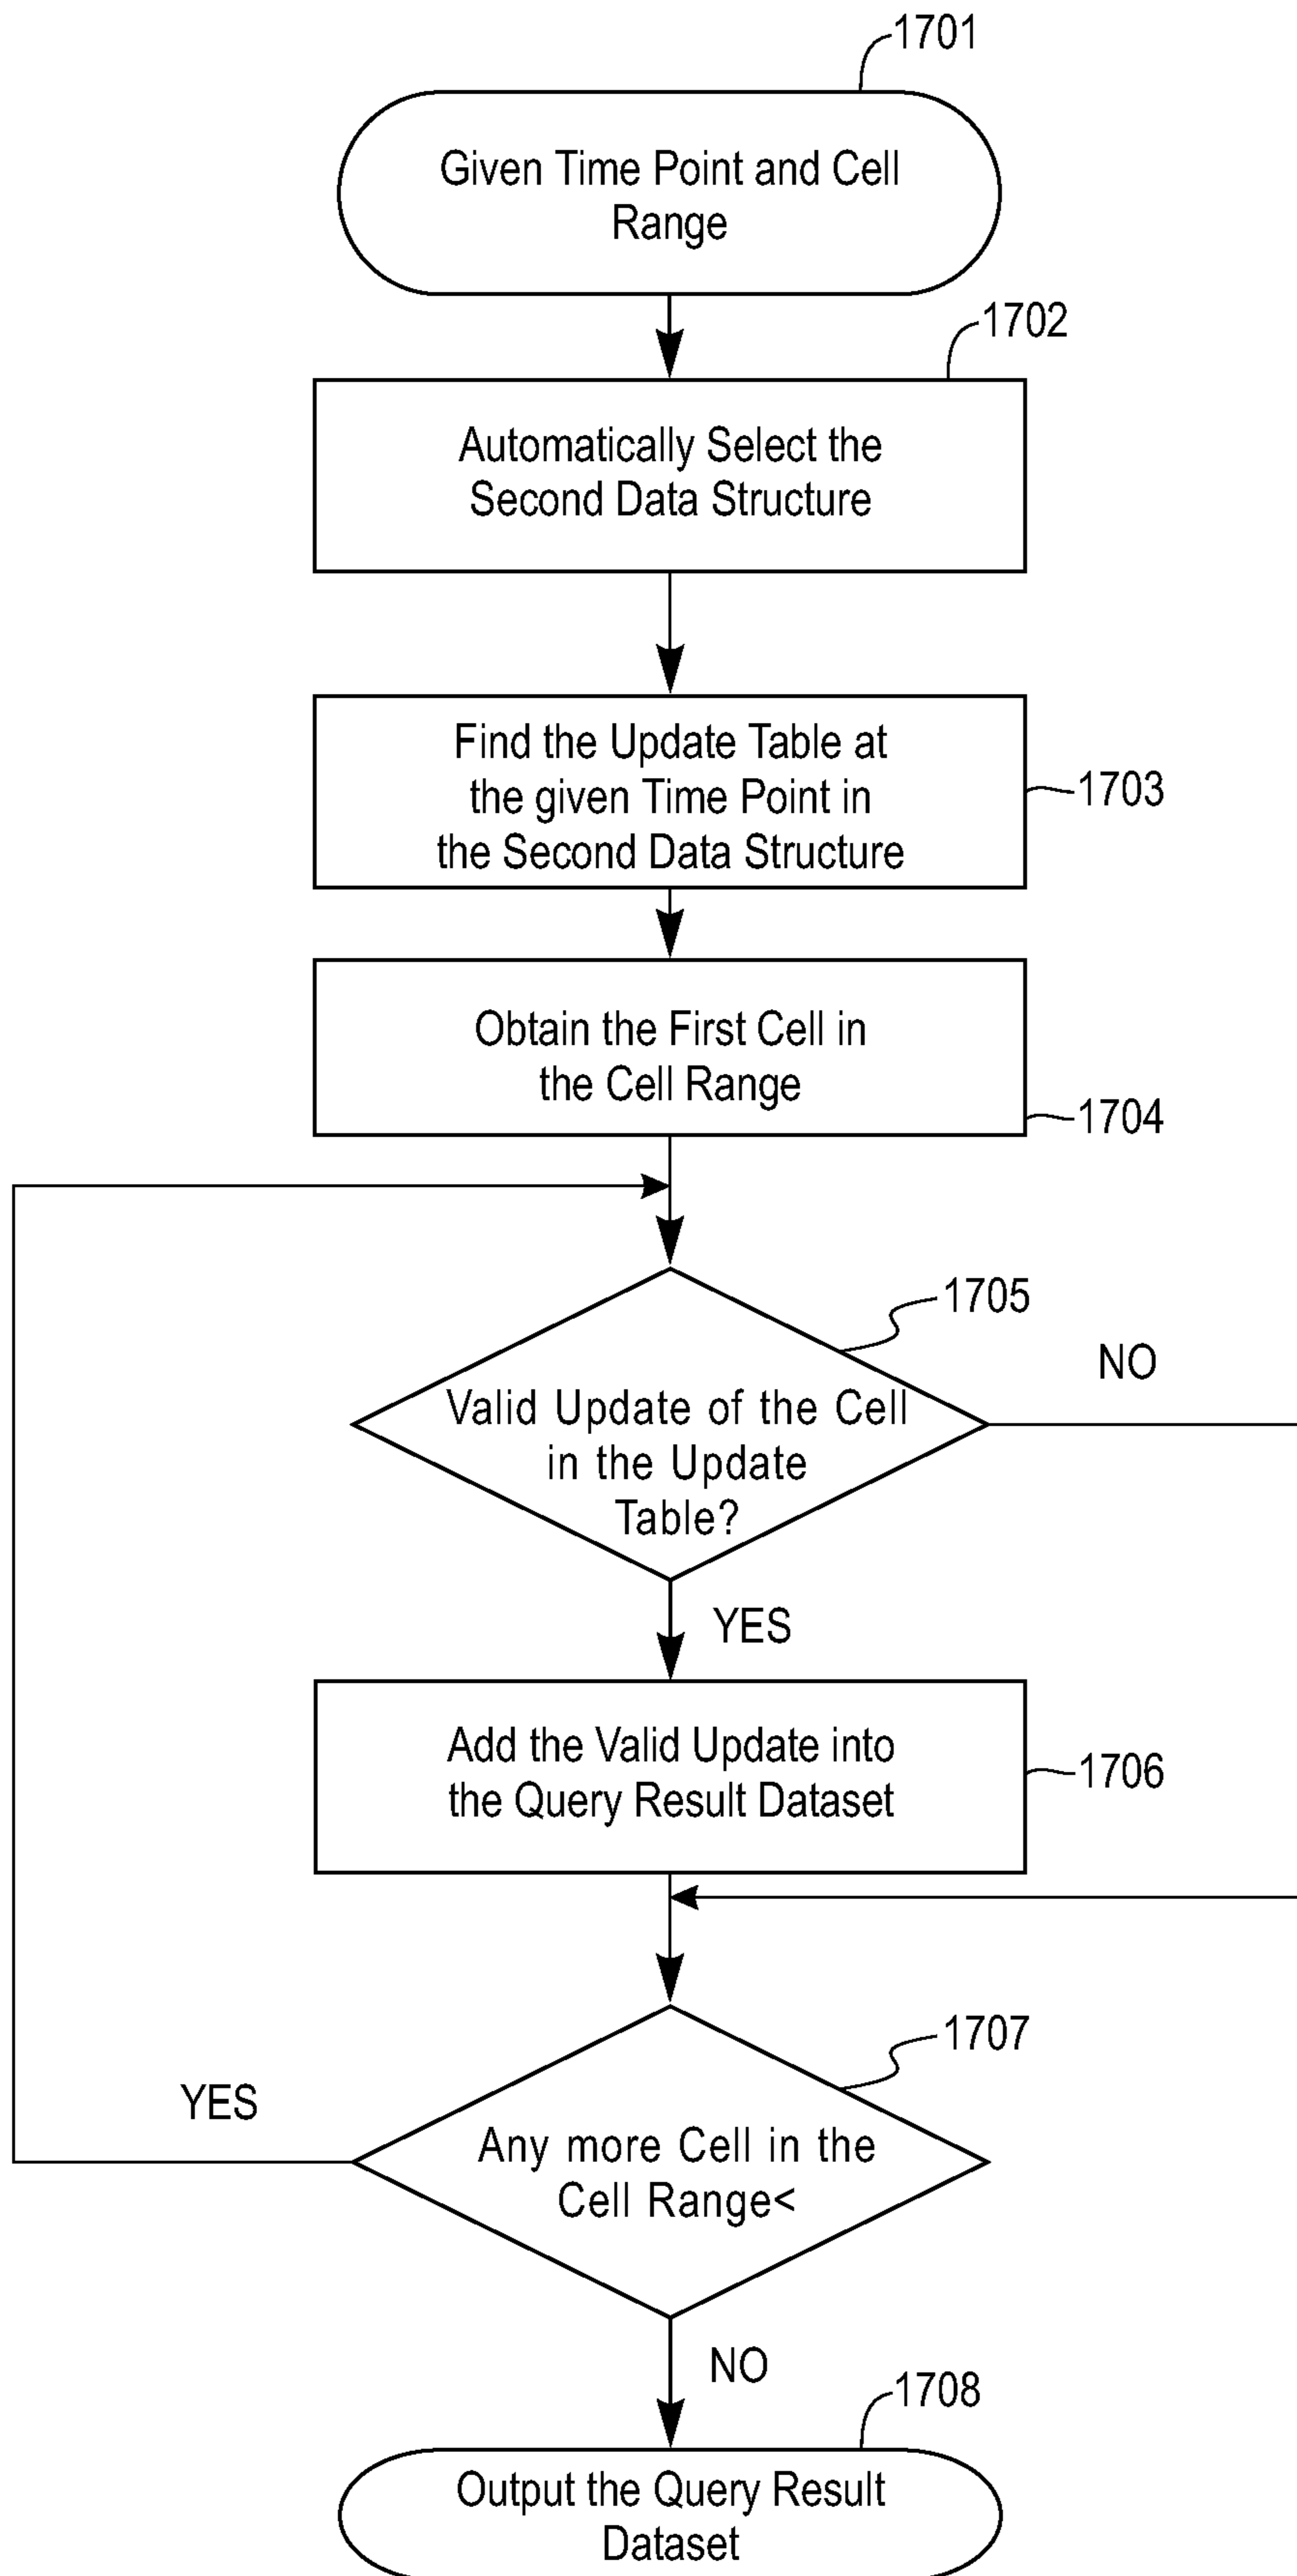 1701
Given Time Point and Cell
Range
1702
Automatically Select the
Second Data Structure
Find the Update Table at
the given Time Point in
the Second Data Structure
1703
Obtain the First Cell in
the Cell Range
1704
1705
NO
Valid Update of the Cell
in the Update
Table?
YES
Add the Valid Update into
the Query Result Dataset
1706
1707
YES
Any more Cell in the
Cell Range<
NO
1708
Output the Query Result
Dataset